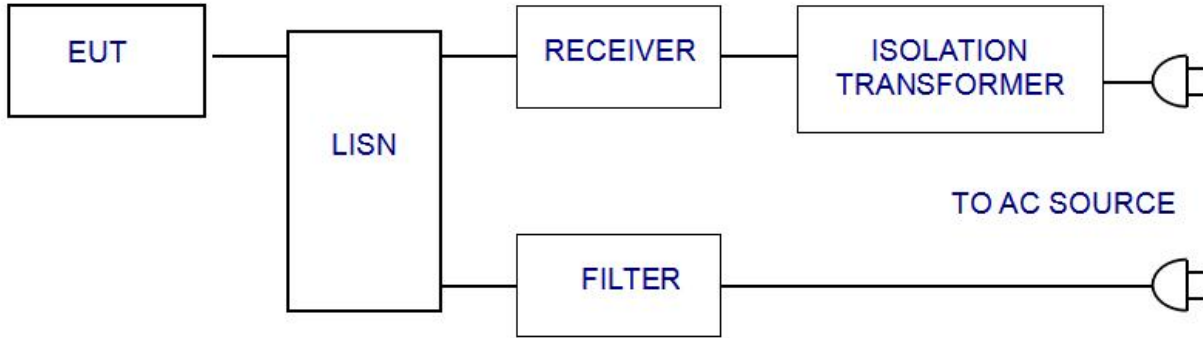 EUT
RECEIVER
ISOLATION
TRANSFORMER
LISN
TO AC SOURCE
FILTER